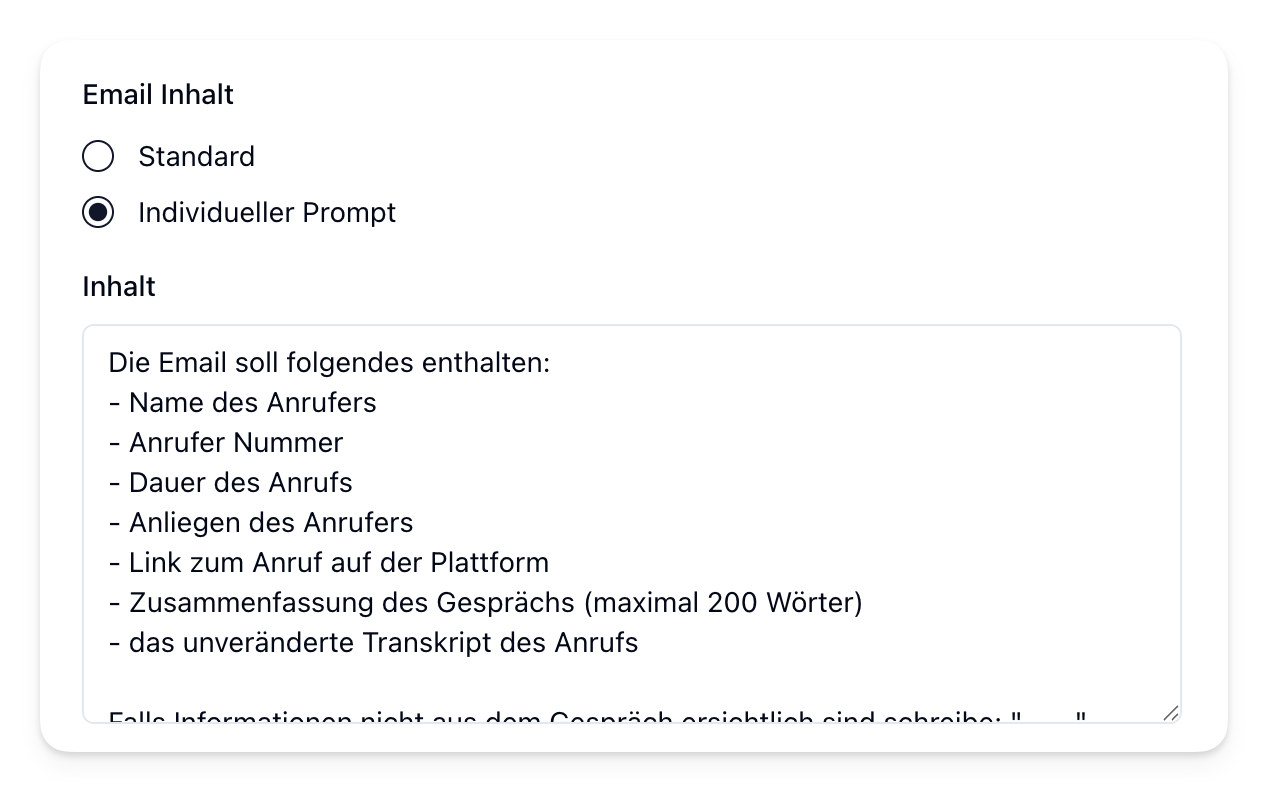 Email Inhalt
Standard
Individueller Prompt
Inhalt
Die Email soll folgendes enthalten:
- Name des Anrufers
- Anrufer Nummer
- Dauer des Anrufs
- Anliegen des Anrufers
- Link zum Anruf auf der Plattform
- Zusammenfassung des Gesprächs (maximal 200 Wörter)
- das unveränderte Transkript des Anrufs
Falls Informationen nicht aus dem Gespräch ersichtlich sind schreibe: "